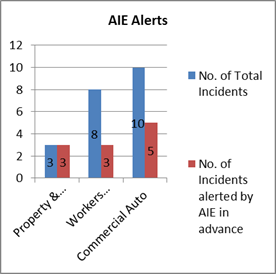 AIE Alerts
12
10
8
6
4
2
0
3 3 8 3 10 5
Property &...
Workers...
Commercial Auto
No. of Total
Incidents
No. of
Incidents
alerted by
AIE in
advance